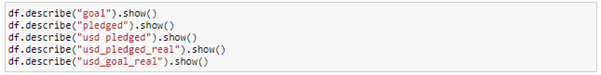 df.describe("goal").show()
df.describe("pledged").show()
df.describe("usd pledged").show()
df.describe("usd_pledged_real").show()
df.describe("usd_goal_real").show()